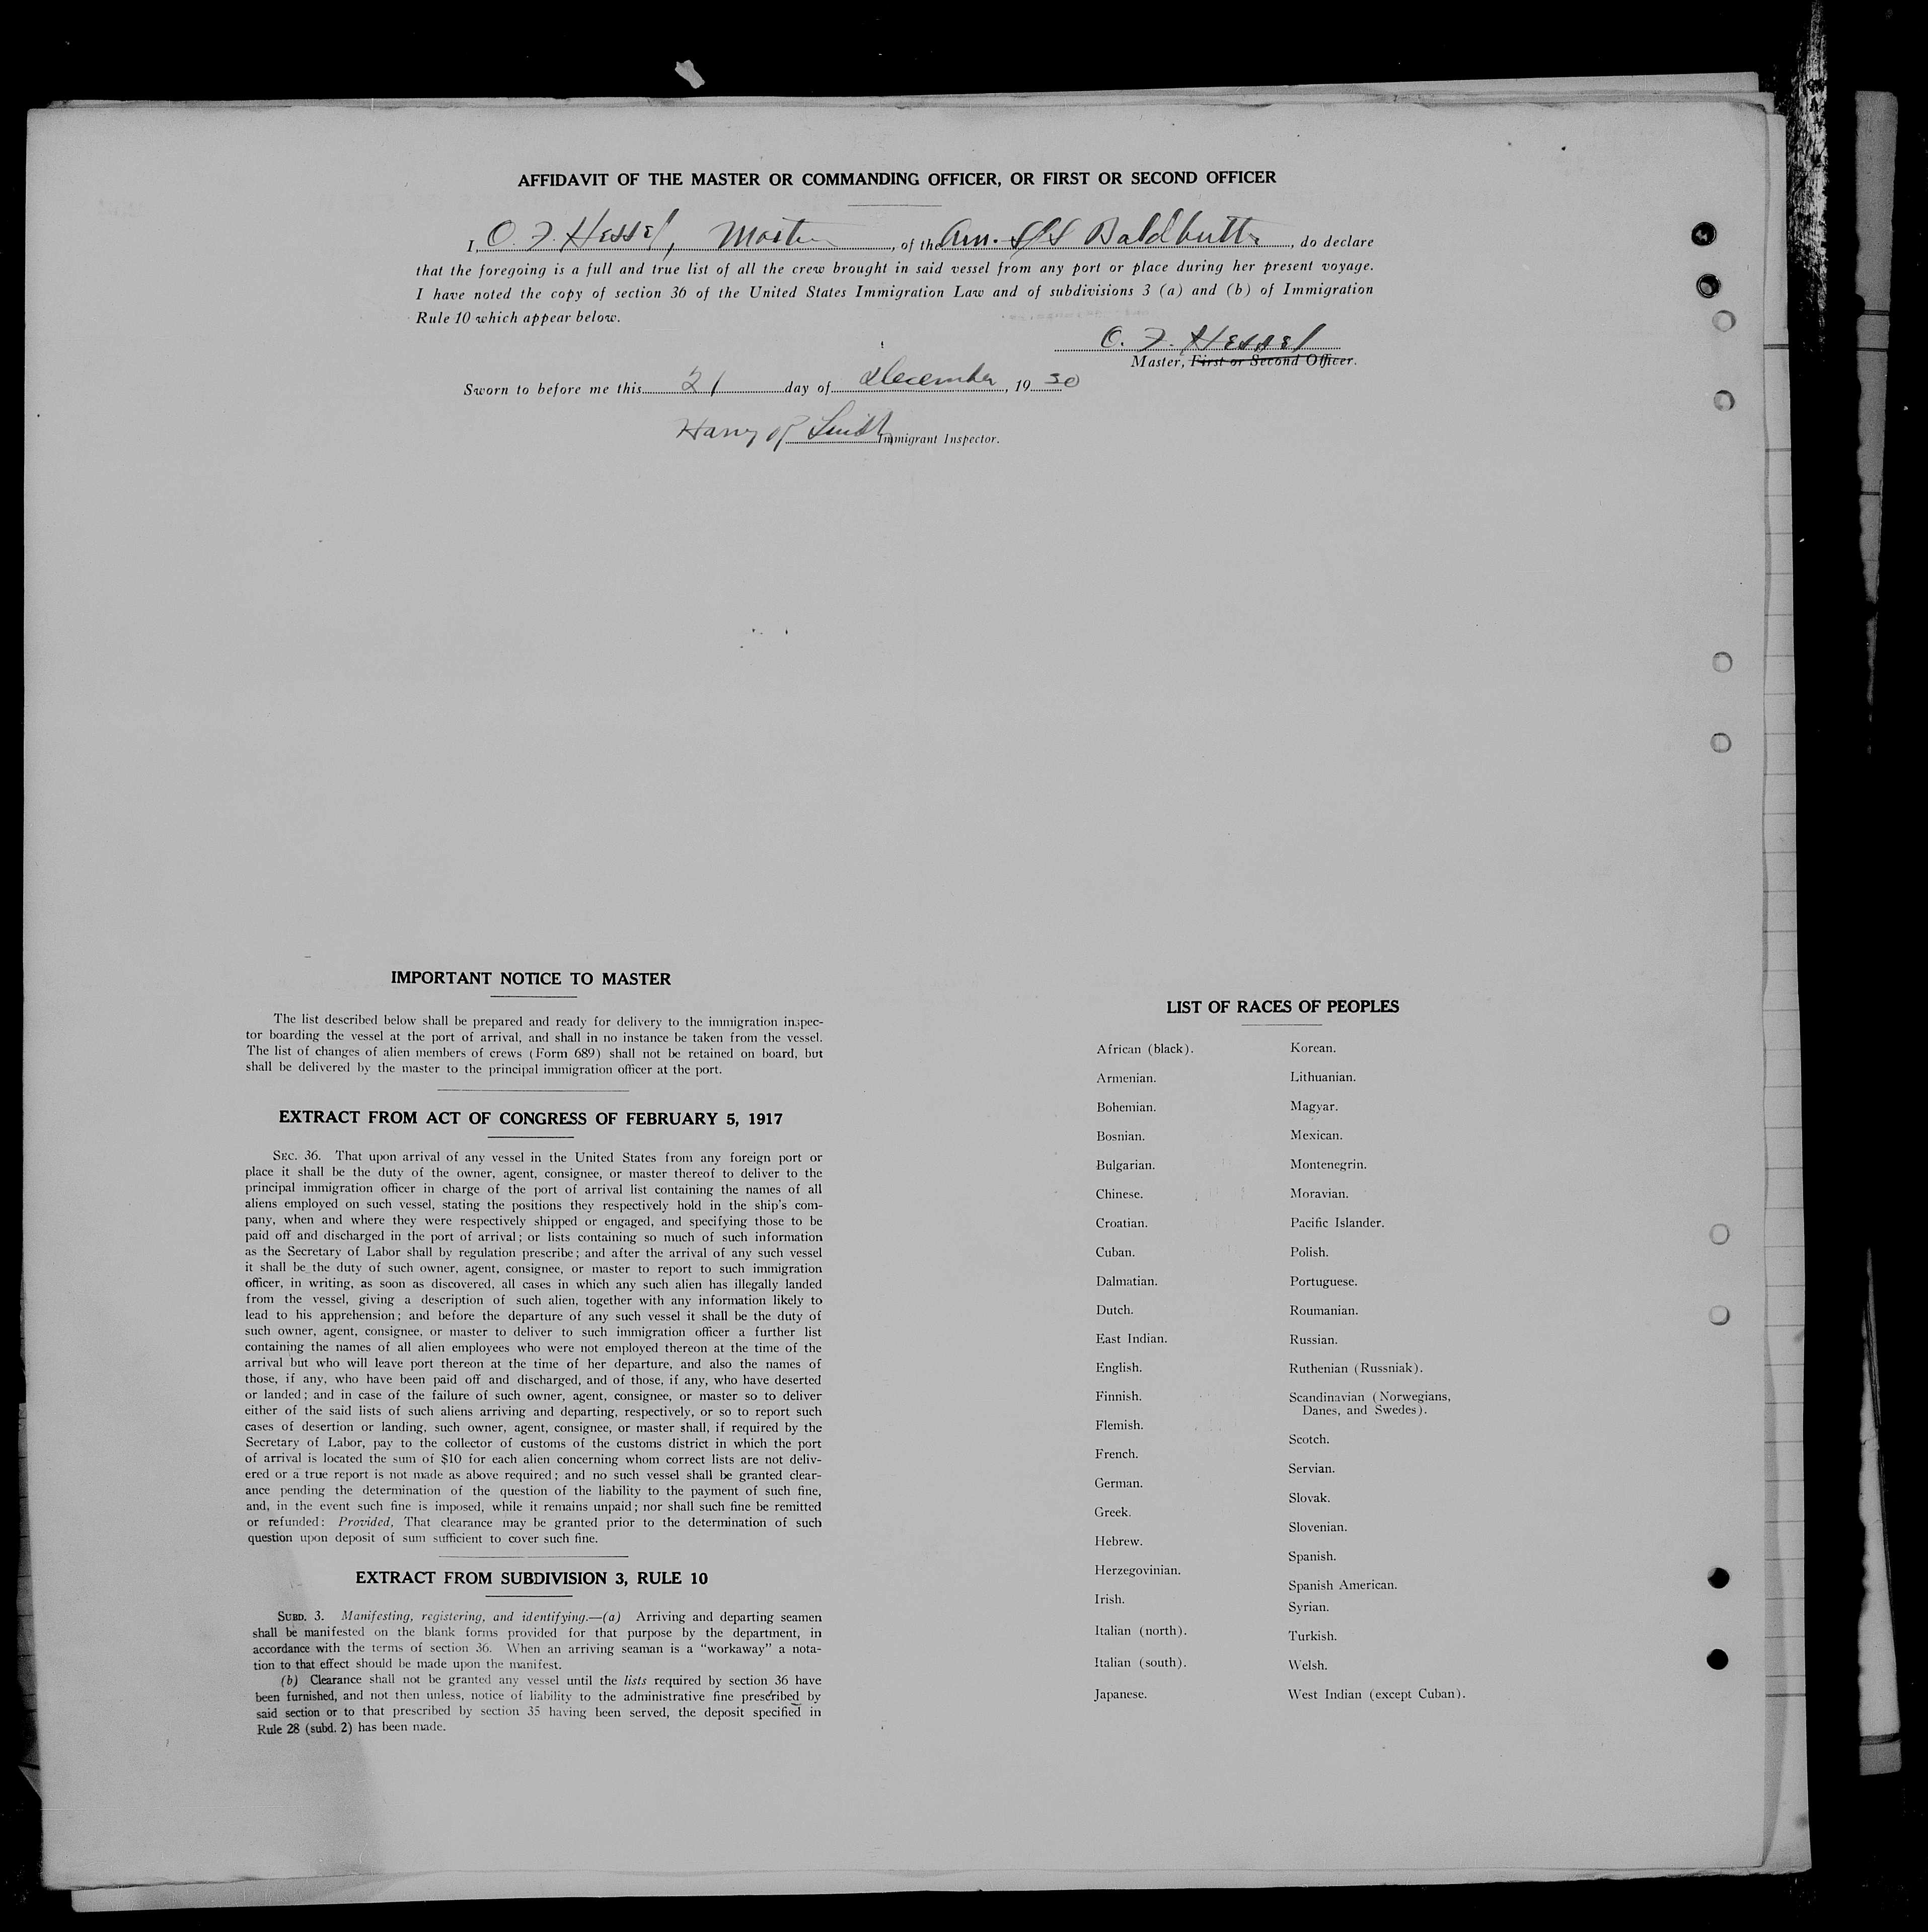 AFFIDAVIT OF THE MASTER OR COMMANDING OFFICER, OR FIRST OR SECOND OFFICER
I, O. F. Hessel, Master, of the Am. SS Baldbutte, do declare
that the foregoing is a full and true list of all the crew brought in said vessel from any port or place during her present voyage.
I have noted the copy of section 36 of the United States Immigration Law and of subdivisions 3 (a) and (b) of Immigration
Rule 10 which appear below.
O. F. Hessel
Master, First or Second Officer.
Sworn to before me this 21 day of December, 1930
Harry R Smith Immigrant Inspector.
IMPORTANT NOTICE TO MASTER
The list described below shall be prepared and ready for delivery to the immigration inspec-
tor boarding the vessel at the port of arrival, and shall in no instance be taken from the vessel.
The list of changes of alien members of crews (Form 689) shall not be retained on board, but
shall be delivered by the master to the principal immigration officer at the port.
EXTRACT FROM ACT OF CONGRESS OF FEBRUARY 5, 1917
SEC. 36. That upon arrival of any vessel in the United States from any foreign port or
place it shall be the duty of the owner, agent, consignee, or master thereof to deliver to the
principal immigration officer in charge of the port of arrival list containing the names of all
aliens employed on such vessel, stating the positions they respectively hold in the ship's com-
pany, when and where they were respectively shipped or engaged, and specifying those to be
paid off and discharged in the port of arrival; or lists containing so much of such information
as the Secretary of Labor shall by regulation prescribe; and after the arrival of any such vessel
it shall be the duty of such owner, agent, consignee, or master to report to such immigration
officer, in writing, as soon as discovered, all cases in which any such alien has illegally landed
from the vessel, giving a description of such alien, together with any information likely to
lead to his apprehension; and before the departure of any such vessel it shall be the duty of
such owner, agent, consignee, or master to deliver to such immigration officer a further list
containing the names of all alien employees who were not employed thereon at the time of the
arrival but who will leave port thereon at the time of her departure, and also the names of
those, if any, who have been paid off and discharged, and of those, if any, who have deserted
or landed; and in case of the failure of such owner, agent, consignee, or master so to deliver
either of the said lists of such aliens arriving and departing, respectively, or so to report such
cases of desertion or landing, such owner, agent, consignee, or master shall, if required by the
Secretary of Labor, pay to the collector of customs of the customs district in which the port
of arrival is located the sum of $10 for each alien concerning whom correct lists are not deliv-
ered or a true report is not made as above required; and no such vessel shall be granted clear-
ance pending the determination of the question of the liability to the payment of such fine,
and, in the event such fine is imposed, while it remains unpaid; nor shall such fine be remitted
or refunded: Provided, That clearance may be granted prior to the determination of such
question upon deposit of sum sufficient to cover such fine.
EXTRACT FROM SUBDIVISION 3, RULE 10
SUBD. 3. Manifesting, registering, and identifying.—(a) Arriving and departing seamen
shall be manifested on the blank forms provided for that purpose by the department, in
accordance with the terms of section 36. When an arriving seaman is a "workaway" a nota-
tion to that effect should be made upon the manifest.
(b) Clearance shall not be granted any vessel until the lists required by section 36 have
been furnished, and not then unless, notice of liability to the administrative fine prescribed by
said section or to that prescribed by section 35 having been served, the deposit specified in
Rule 28 (subd. 2) has been made.
LIST OF RACES OF PEOPLES
African (black).
Armenian.
Bohemian.
Bosnian.
Bulgarian.
Chinese.
Croatian.
Cuban.
Dalmatian.
Dutch.
East Indian.
English.
Finnish.
Flemish.
French.
German.
Greek.
Hebrew.
Herzegovinian.
Irish.
Italian (north).
Italian (south).
Japanese.
Korean.
Lithuanian.
Magyar.
Mexican.
Montenegrin.
Moravian.
Pacific Islander.
Polish.
Portuguese.
Roumanian.
Russian.
Ruthenian (Russniak).
Scandinavian (Norwegians,
Danes, and Swedes).
Scotch.
Servian.
Slovak.
Slovenian.
Spanish.
Spanish American.
Syrian.
Turkish.
Welsh.
West Indian (except Cuban).